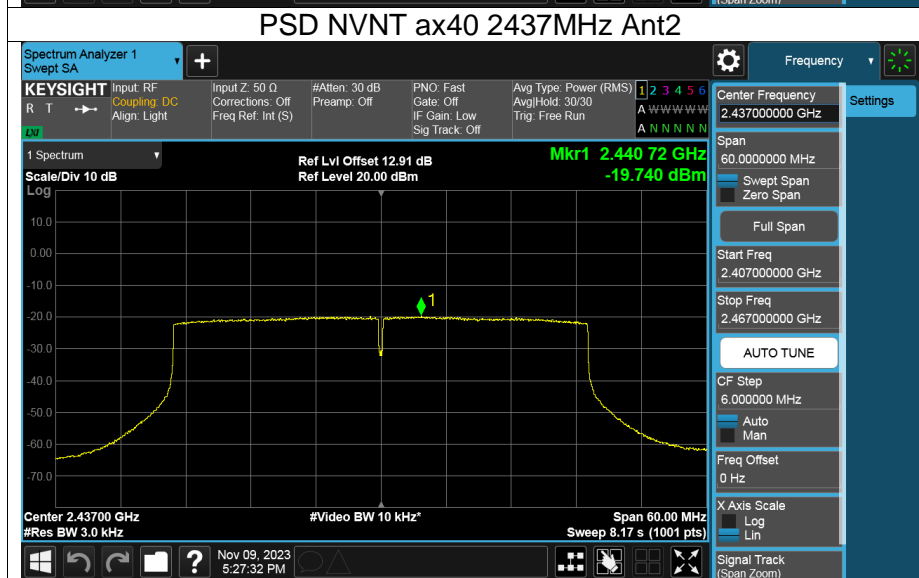 (Span Zoom)
PSD NVNT ax40 2437MHz Ant2
Spectrum Analyzer 1
Swept SA
+
Frequency
KEYSIGHT
R T
LXI
Input: RF
Coupling: DC
Align: Light
Input Z: 50 Ω
Corrections: Off
Freq Ref: Int (S)
#Atten: 30 dB
Preamp: Off
PNO: Fast
Gate: Off
IF Gain: Low
Sig Track: Off
Avg Type: Power (RMS)
Avg|Hold: 30/30
Trig: Free Run
1 2 3 4 5 6
A W W W W W
A N N N N N
1 Spectrum
Scale/Div 10 dB
Log
Ref Lvl Offset 12.91 dB
Ref Level 20.00 dBm
Mkr1 2.440 72 GHz
-19.740 dBm
10.0
0.00
-10.0
-20.0
-30.0
-40.0
-50.0
-60.0
-70.0
1
Center 2.43700 GHz
#Res BW 3.0 kHz
#Video BW 10 kHz*
Span 60.00 MHz
Sweep 8.17 s (1001 pts)
Center Frequency
2.437000000 GHz
Settings
Span
60.0000000 MHz
Swept Span
Zero Span
Full Span
Start Freq
2.407000000 GHz
Stop Freq
2.467000000 GHz
AUTO TUNE
CF Step
6.000000 MHz
Auto
Man
Freq Offset
0 Hz
X Axis Scale
Log
Lin
Signal Track
(Span Zoom)
?
Nov 09, 2023
5:27:32 PM